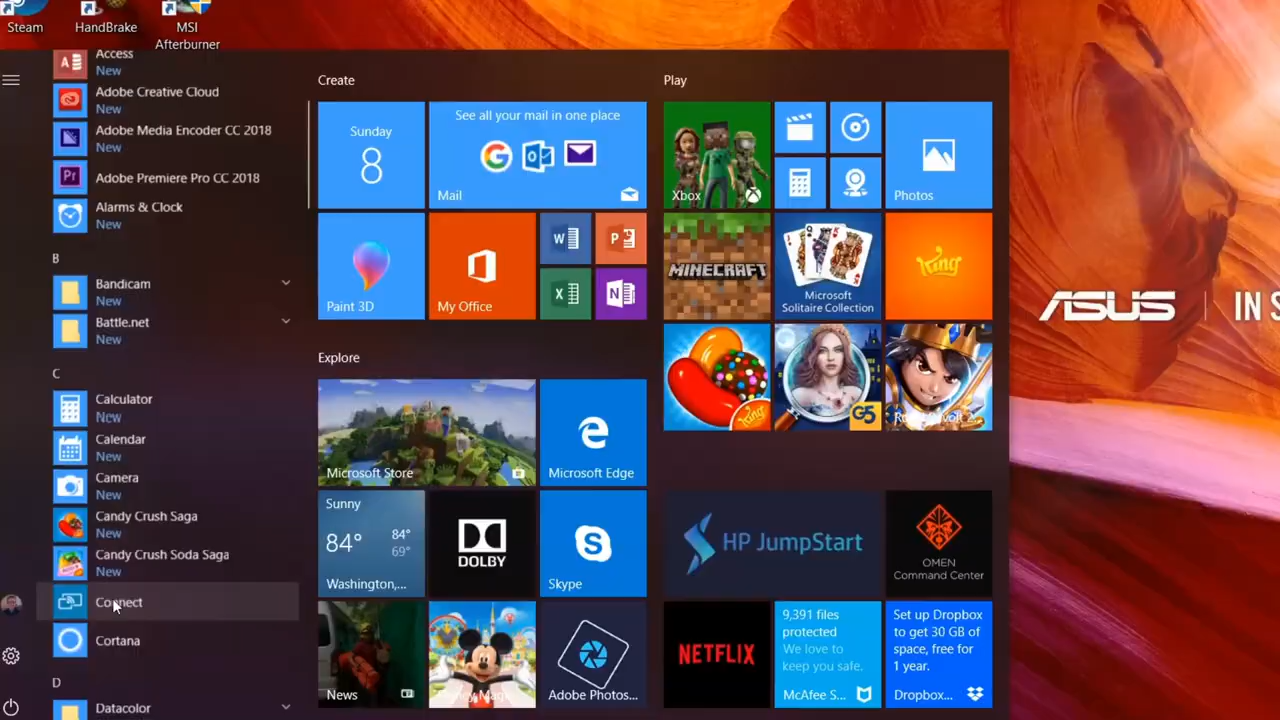 Steam
HandBrake
MSI
Afterburner
Access
New
Adobe Creative Cloud
New
Adobe Media Encoder CC 2018
New
Adobe Premiere Pro CC 2018
Alarms & Clock
New
B
Bandicam
New
Battle.net
New
C
Calculator
New
Calendar
New
Camera
New
Candy Crush Saga
New
Candy Crush Soda Saga
New
Connect
Cortana
D
Datacolor
Create
Sunday
8
See all your mail in one place
Mail
Paint 3D
My Office
Explore
Microsoft Store
Microsoft Edge
Sunny
84°
84°
69°
Washington,...
DOLBY
Skype
News
Adobe Photos...
Play
Xbox
Photos
MINECRAFT
Microsoft
Solitaire Collection
King
king
G5
HP JumpStart
OMEN
Command Center
NETFLIX
9,391 files
protected
We love to
keep you safe.
McAfee S...
Set up Dropbox
to get 30 GB of
space, free for
1 year.
Dropbox...
ASUS
IN S